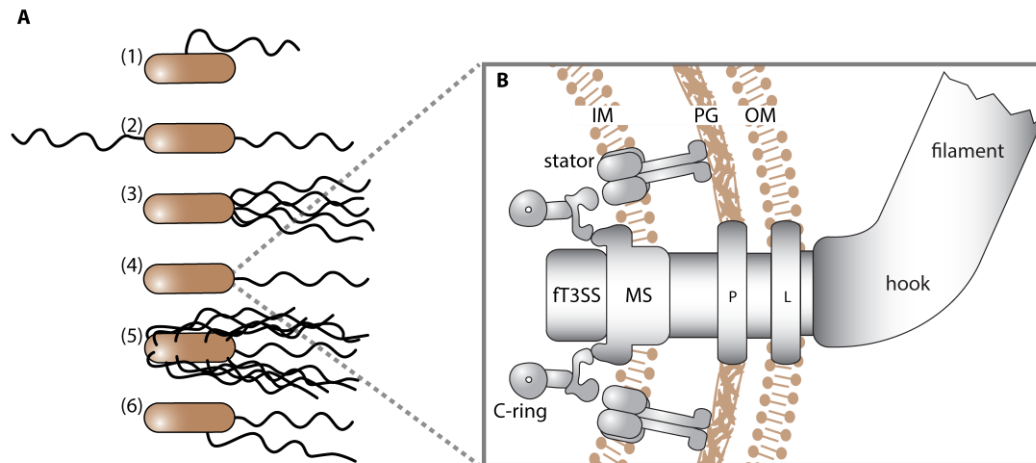 A
(1)
(2)
(3)
(4)
(5)
(6)
B
IM
PG
OM
stator
filament
fT3SS
MS
P
L
hook
C-ring